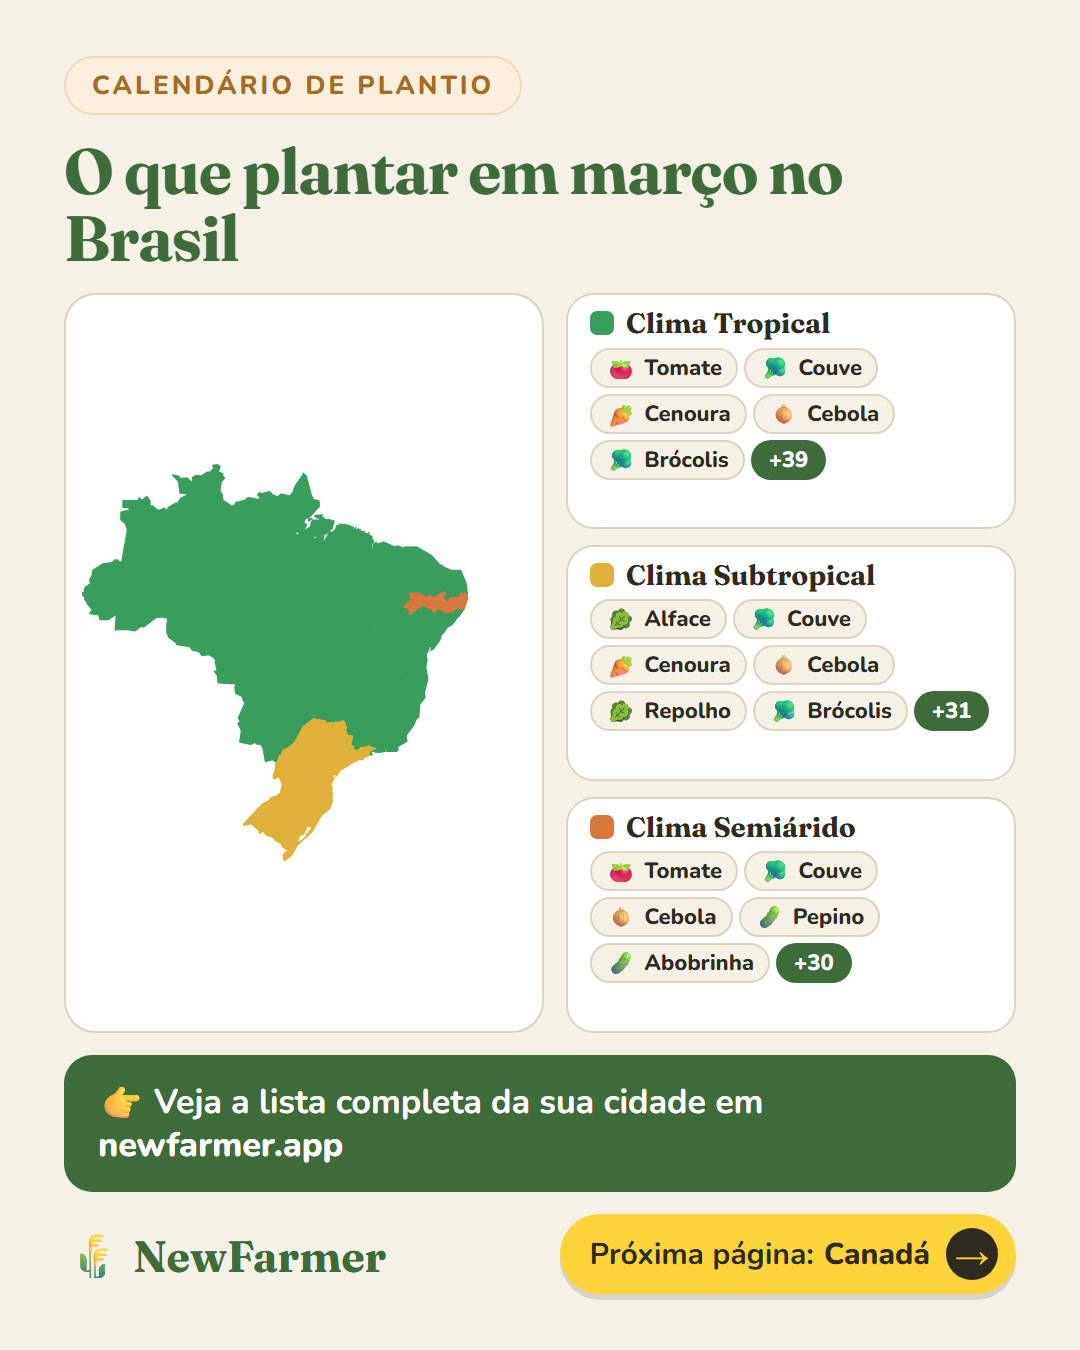 CALENDÁRIO DE PLANTIO
O que plantar em março no
Brasil
Clima Tropical
Tomate
Couve
Cenoura
Cebola
Brócolis
+39
Clima Subtropical
Alface
Couve
Cenoura
Cebola
Repolho
Brócolis
+31
Clima Semiárido
Tomate
Couve
Cebola
Pepino
Abobrinha
+30
👉 Veja a lista completa da sua cidade em
newfarmer.app
NewFarmer
Próxima página: Canadá →